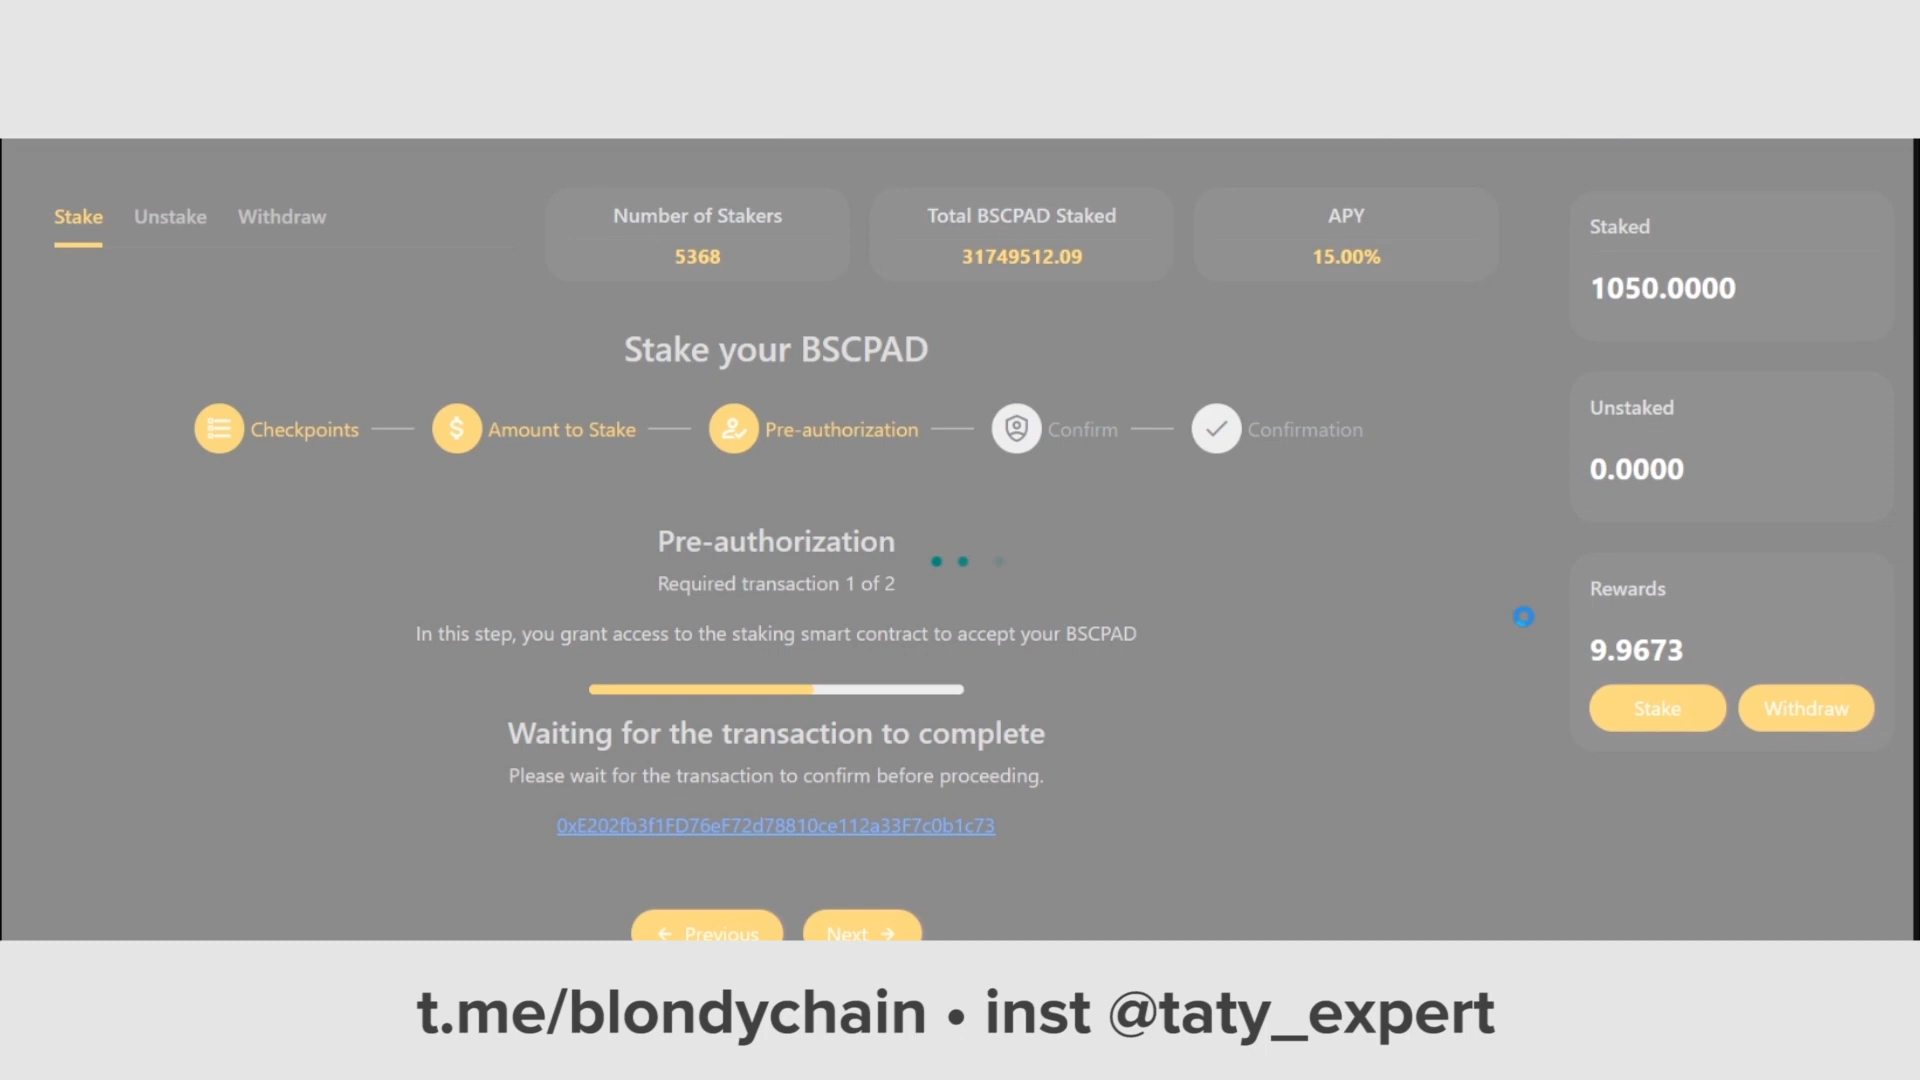 Stake Unstake Withdraw
Number of Stakers
5368
Total BSCPAD Staked
31749512.09
APY
15.00%
Staked
1050.0000
Stake your BSCPAD
Checkpoints Amount to Stake Pre-authorization Confirm Confirmation
Unstaked
0.0000
Pre-authorization
Required transaction 1 of 2
In this step, you grant access to the staking smart contract to accept your BSCPAD
Rewards
9.9673
Stake Withdraw
Waiting for the transaction to complete
Please wait for the transaction to confirm before proceeding.
0xE202fb3f1FD76eF72d78810ce112a33F7c0b1c73
← Previous Next →
t.me/blondychain • inst @taty_expert